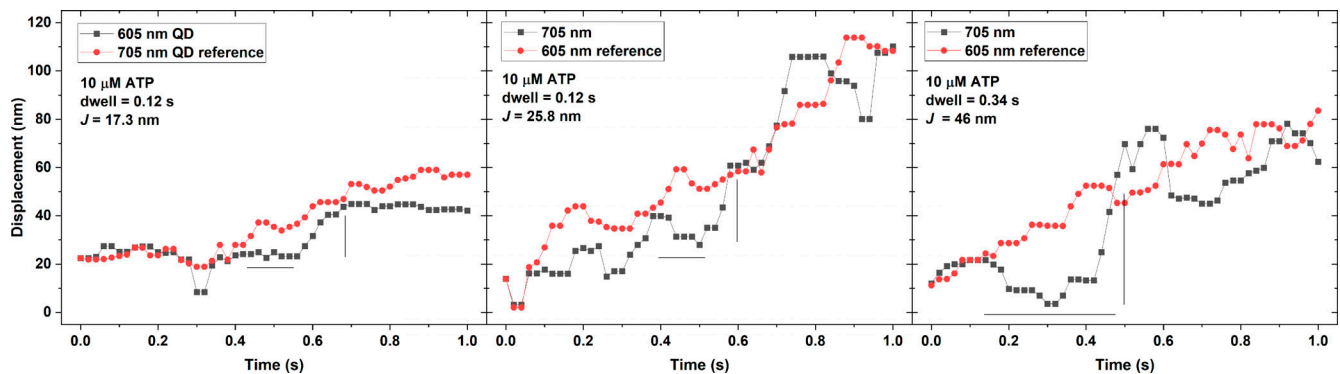 120
100
80
60
40
20
0
Displacement (nm)
605 nm QD
705 nm QD reference
10 μM ATP
dwell = 0.12 s
J = 17.3 nm
0.0 0.2 0.4 0.6 0.8 1.0
Time (s)
705 nm
605 nm reference
10 μM ATP
dwell = 0.12 s
J = 25.8 nm
0.0 0.2 0.4 0.6 0.8 1.0
Time (s)
705 nm
605 nm reference
10 μM ATP
dwell = 0.34 s
J = 46 nm
0.0 0.2 0.4 0.6 0.8 1.0
Time (s)